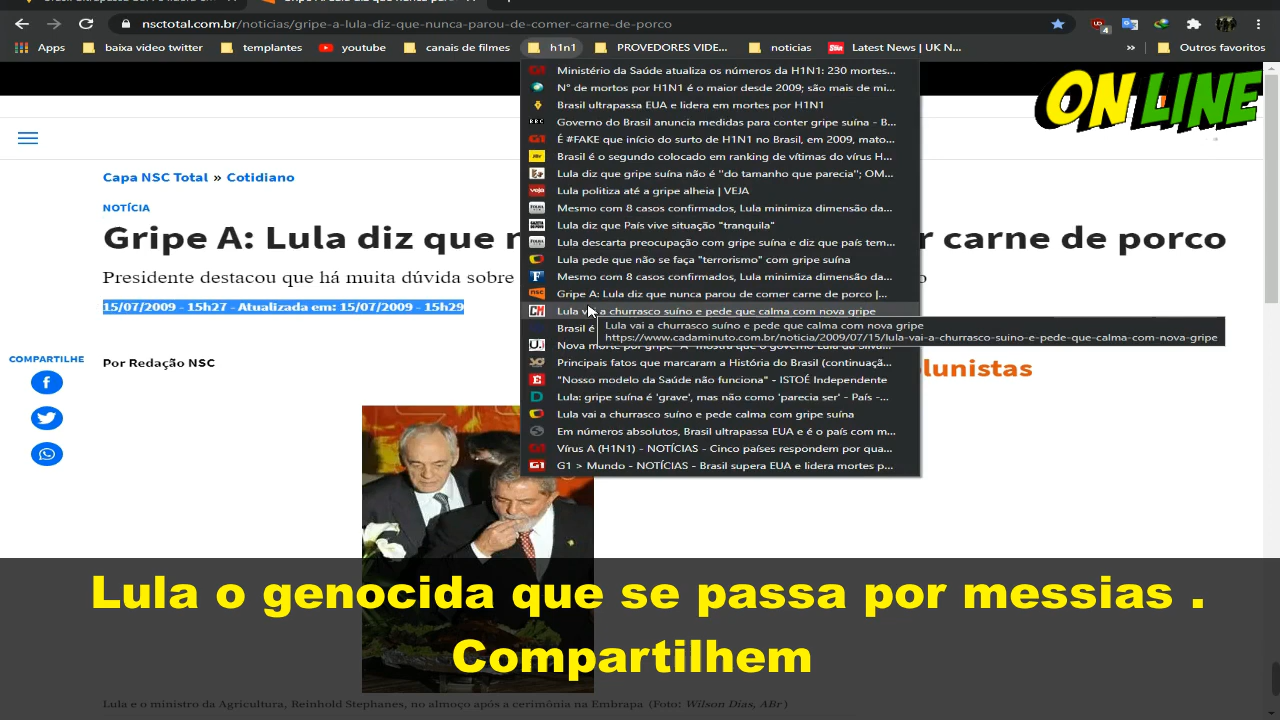 nsctotal.com.br/noticias/gripe-a-lula-diz-que-nunca-parou-de-comer-carne-de-porco
Apps baixa video twitter templantes youtube canais de filmes h1n1 PROVEDORES VIDE... noticias Latest News | UK N... » Outros favoritos
Ministério da Saúde atualiza os números da H1N1: 230 mortes...
N° de mortos por H1N1 é o maior desde 2009; são mais de mi...
Brasil ultrapassa EUA e lidera em mortes por H1N1
Governo do Brasil anuncia medidas para conter gripe suína - B...
É #FAKE que início do surto de H1N1 no Brasil, em 2009, mato...
Brasil é o segundo colocado em ranking de vítimas do vírus H...
Lula diz que gripe suína não é "do tamanho que parecia"; OM...
Lula politiza até a gripe alheia | VEJA
Mesmo com 8 casos confirmados, Lula minimiza dimensão da...
Lula diz que País vive situação "tranquila"
Lula descarta preocupação com gripe suína e diz que país tem...
Lula pede que não se faça "terrorismo" com gripe suína
Mesmo com 8 casos confirmados, Lula minimiza dimensão da...
Gripe A: Lula diz que nunca parou de comer carne de porco |...
Lula vai a churrasco suíno e pede que calma com nova gripe
Brasil é
Lula vai a churrasco suíno e pede que calma com nova gripe
https://www.cadaminuto.com.br/noticia/2009/07/15/lula-vai-a-churrasco-suino-e-pede-que-calma-com-nova-gripe
Principais fatos que marcaram a História do Brasil (continuaçã...
"Nosso modelo da Saúde não funciona" - ISTOÉ Independente
Lula: gripe suína é 'grave', mas não como 'parecia ser' - País -...
Lula vai a churrasco suíno e pede calma com gripe suína
Em números absolutos, Brasil ultrapassa EUA e é o país com m...
Vírus A (H1N1) - NOTÍCIAS - Cinco países respondem por qua...
G1 > Mundo - NOTÍCIAS - Brasil supera EUA e lidera mortes p...
ON LINE
Capa NSC Total » Cotidiano
NOTÍCIA
Gripe A: Lula diz que n r carne de porco
Presidente destacou que há muita dúvida sobre o
15/07/2009 - 15h27 - Atualizada em: 15/07/2009 - 15h29
COMPARTILHE
Por Redação NSC
lunistas
Lula o genocida que se passa por messias .
Compartilhem
Lula e o ministro da Agricultura, Reinhold Stephanes, no almoço após a cerimônia na Embrapa (Foto: Wilson Dias, ABr )